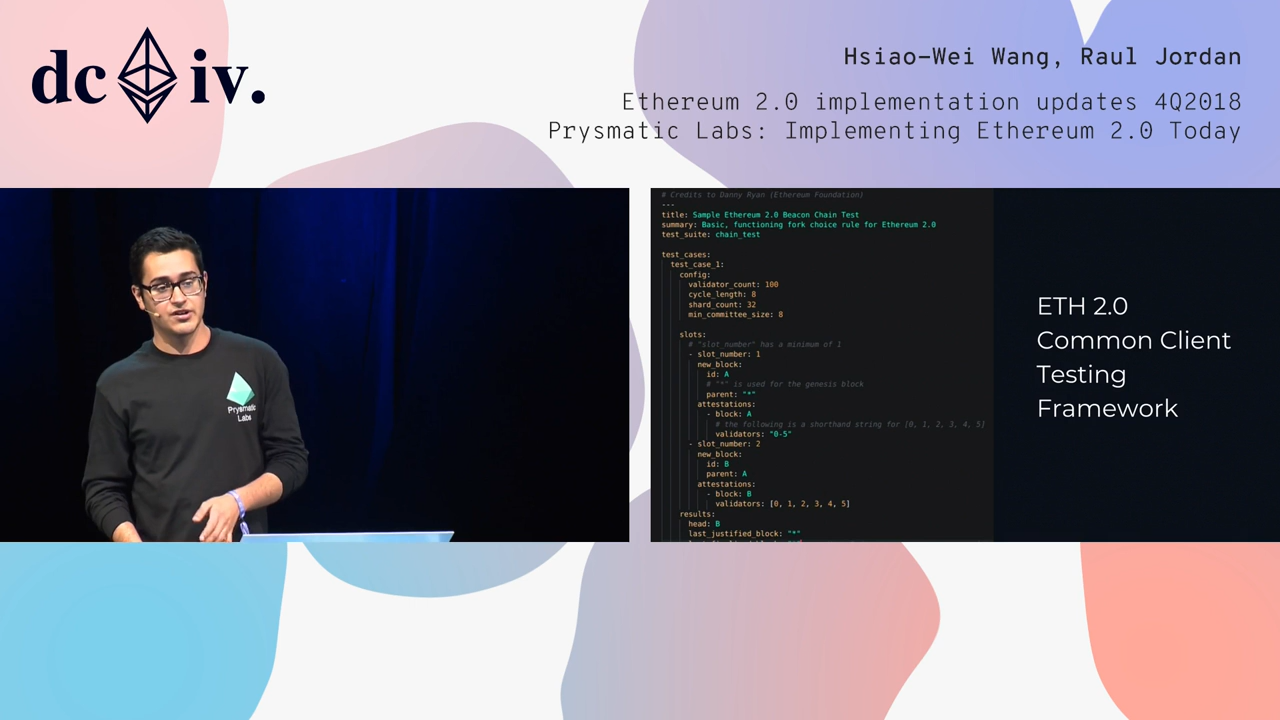 dc iv.
Hsiao-Wei Wang, Raul Jordan
Ethereum 2.0 implementation updates 4Q2018
Prysmatic Labs: Implementing Ethereum 2.0 Today
Prysmatic
Labs
# Credits to Danny Ryan (Ethereum Foundation)
---
title: Sample Ethereum 2.0 Beacon Chain Test
summary: Basic, functioning fork choice rule for Ethereum 2.0
test_suite: chain_test
test_cases:
test_case_1:
config:
validator_count: 100
cycle_length: 8
shard_count: 32
min_committee_size: 8
slots:
# "slot_number" has a minimum of 1
- slot_number: 1
new_block:
id: A
# "*" is used for the genesis block
parent: "*"
attestations:
- block: A
# the following is a shorthand string for [0, 1, 2, 3, 4, 5]
validators: "0-5"
- slot_number: 2
new_block:
id: B
parent: A
attestations:
- block: B
validators: [0, 1, 2, 3, 4, 5]
results:
head: B
last_justified_block: "*"
ETH 2.0
Common Client
Testing
Framework